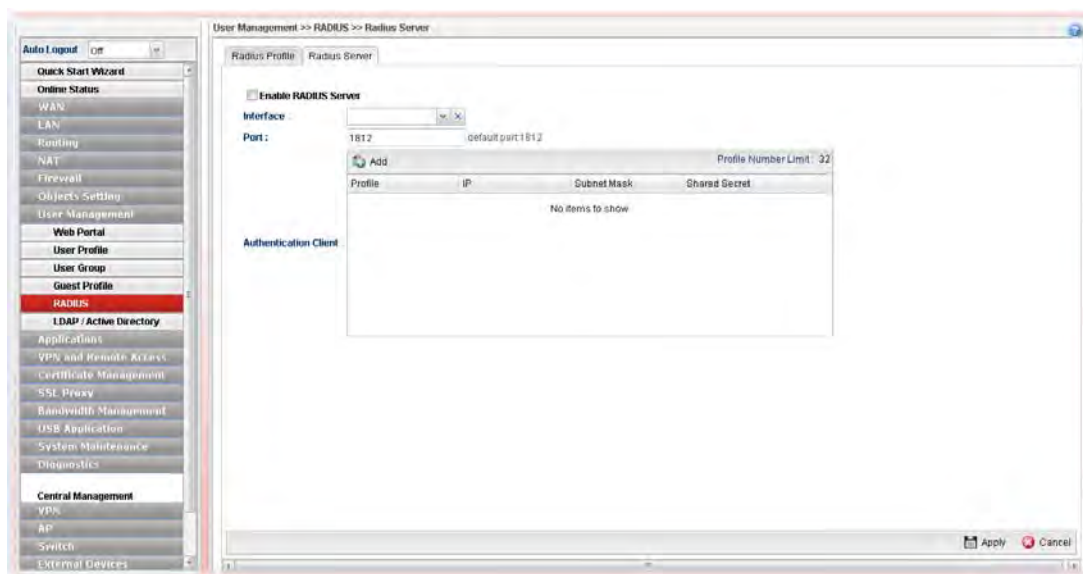 User Management >> RADIUS >> Radius Server
Auto Logout Off
Quick Start Wizard
Online Status
WAN
LAN
Routing
NAT
Firewall
Objects Setting
User Management
Web Portal
User Profile
User Group
Guest Profile
RADIUS
LDAP / Active Directory
Applications
VPN and Remote Access
Certificate Management
SSL Proxy
Bandwidth Management
USB Application
System Maintenance
Diagnostics
Central Management
VPN
AP
Switch
External Devices
Radius Profile Radius Server
Enable RADIUS Server
Interface
Port : 1812 default port:1812
Add Profile Number Limit: 32
Profile IP Subnet Mask Shared Secret
No items to show
Authentication Client
Apply Cancel